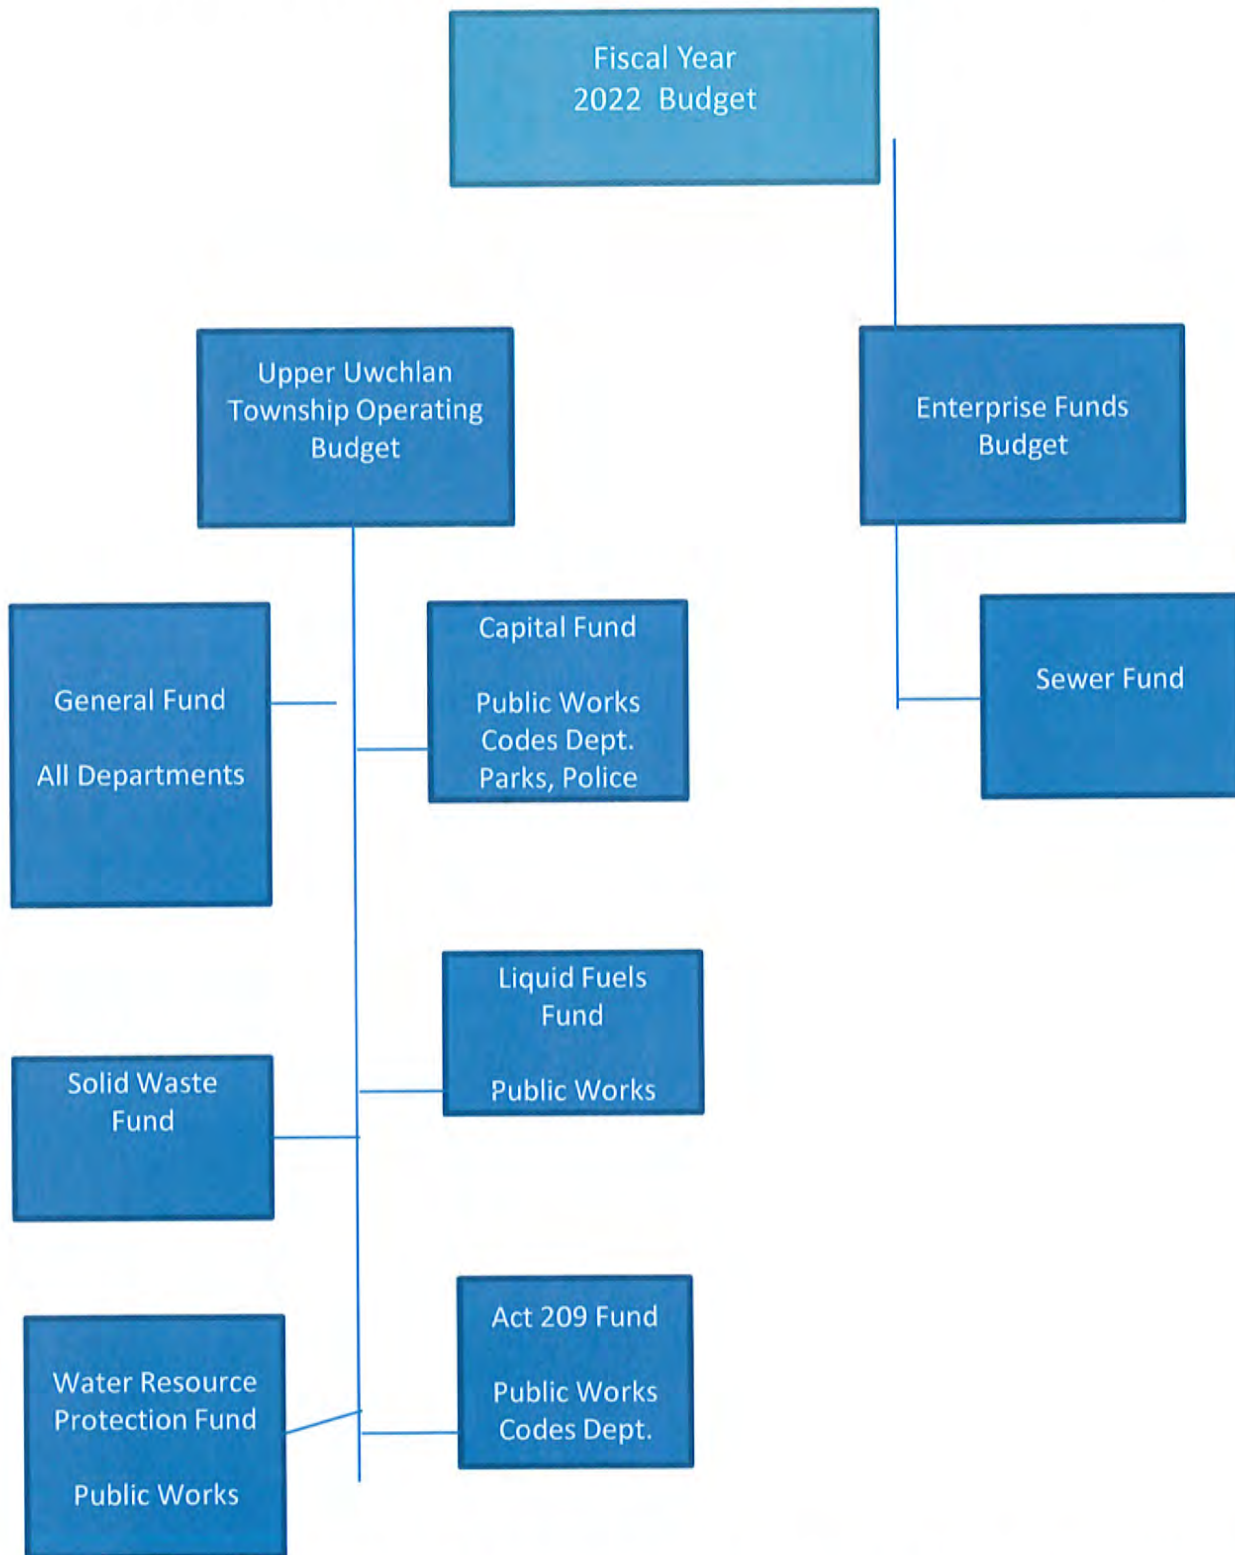 Fiscal Year
2022 Budget
Upper Uwchlan
Township Operating
Budget
Enterprise Funds
Budget
General Fund
All Departments
Capital Fund
Public Works
Codes Dept.
Parks, Police
Sewer Fund
Solid Waste
Fund
Liquid Fuels
Fund
Public Works
Water Resource
Protection Fund
Public Works
Act 209 Fund
Public Works
Codes Dept.